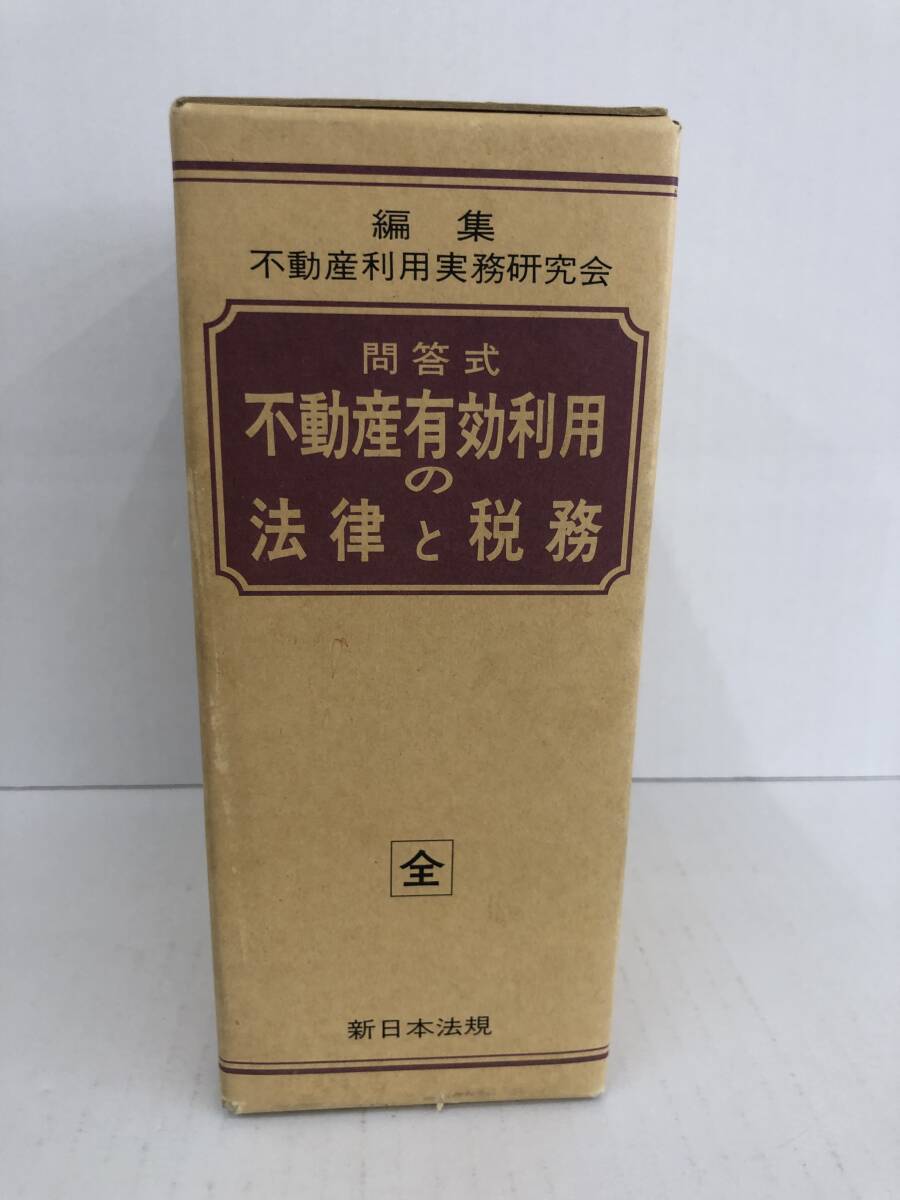 編集
不動産利用実務研究会
問答式
不動産有効利用
の
法律と税務
全
新日本法規